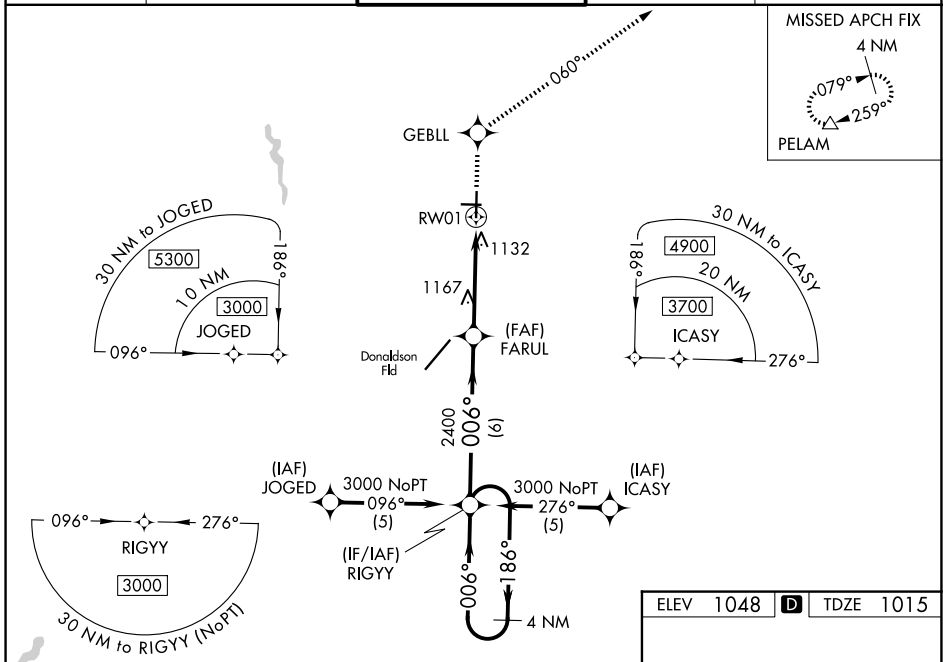 MISSED APCH FIX
4 NM
079°
259°
PELAM
060°
GEBLL
RW01
1132
1167
(FAF)
FARUL
Donaldson
Fld
30 NM to JOGED
5300
186°
10 NM
3000
JOGED
096°
30 NM to ICASY
4900
186°
20 NM
3700
ICASY
276°
2400
006°
(6)
(IAF)
JOGED
3000 NoPT
096°
(5)
3000 NoPT
276°
(5)
(IAF)
ICASY
(IF/IAF)
RIGYY
006°
186°
4 NM
096°
276°
RIGYY
3000
30 NM to RIGYY (NoPT)
ELEV 1048 D TDZE 1015